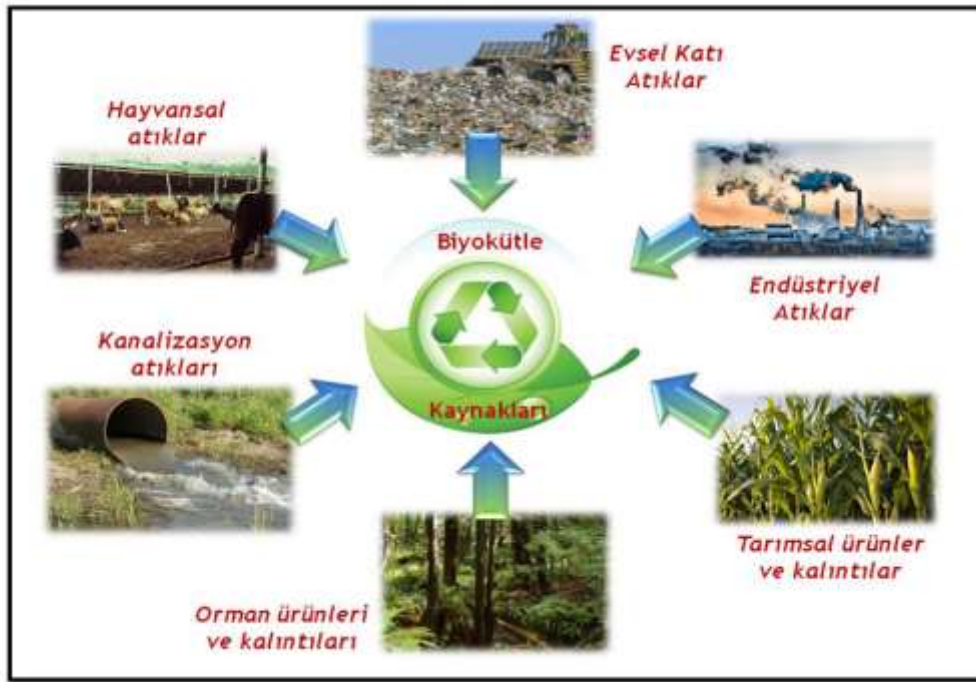 Evsel Katı
Atıklar
Hayvansal
atıklar
Biyokütle
Endüstriyel
Atıklar
Kanalizasyon
atıkları
Kaynakları
Tarımsal ürünler
ve kalıntılar
Orman ürünleri
ve kalıntıları